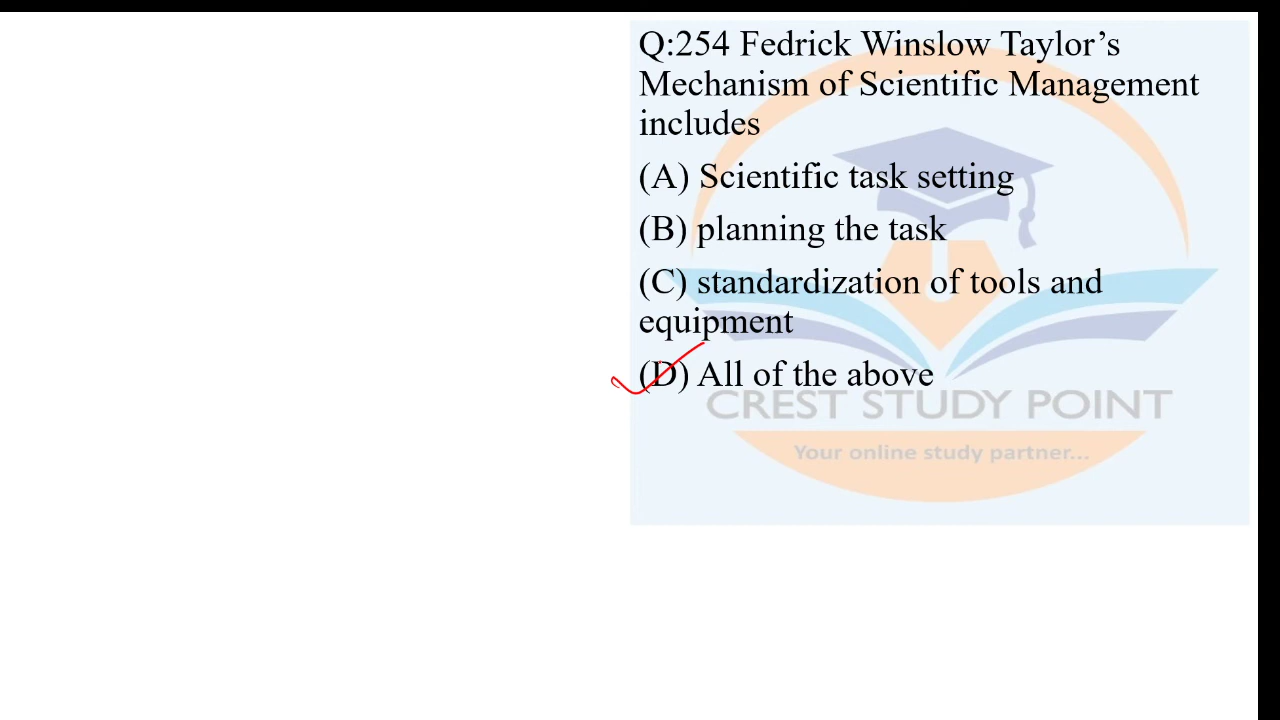 Q:254 Fedrick Winslow Taylor’s
Mechanism of Scientific Management
includes
(A) Scientific task setting
(B) planning the task
(C) standardization of tools and
equipment
(D) All of the above
CREST STUDY POINT
Your online study partner...